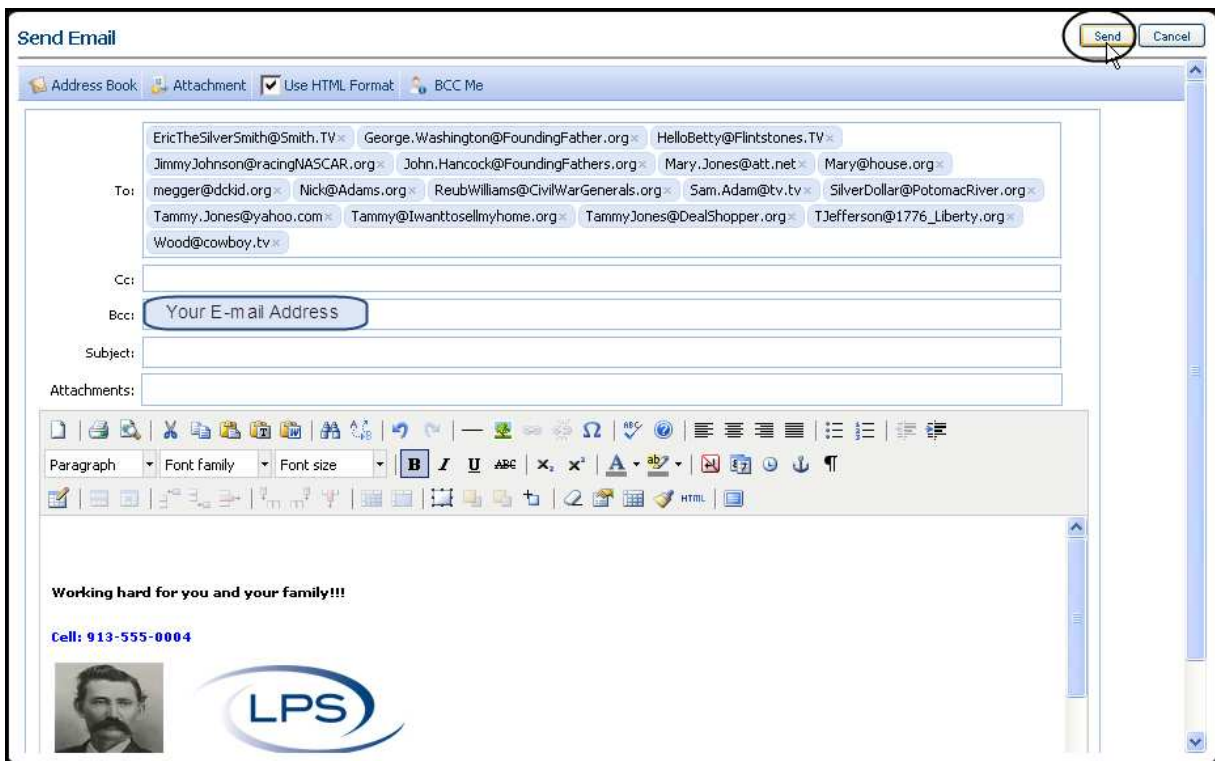 Send Email
Send Cancel
Address Book Attachment Use HTML Format BCC Me
EricTheSilverSmith@Smith.TV× George.Washington@FoundingFather.org× HelloBetty@Flintstones.TV×
JimmyJohnson@racingNASCAR.org× John.Hancock@FoundingFathers.org× Mary.Jones@att.net× Mary@house.org×
To: megger@dckid.org× Nick@Adams.org× ReubWilliams@CivilWarGenerals.org× Sam.Adam@tv.tv× SilverDollar@PotomacRiver.org×
Tammy.Jones@yahoo.com× Tammy@Iwanttosellmyhome.org× TammyJones@DealShopper.org× TJefferson@1776_Liberty.org×
Wood@cowboy.tv×
Cc:
Bcc: Your E-mail Address
Subject:
Attachments:
Paragraph Font family Font size B I U ABC
HTML
Working hard for you and your family!!!
Cell: 913-555-0004
LPS